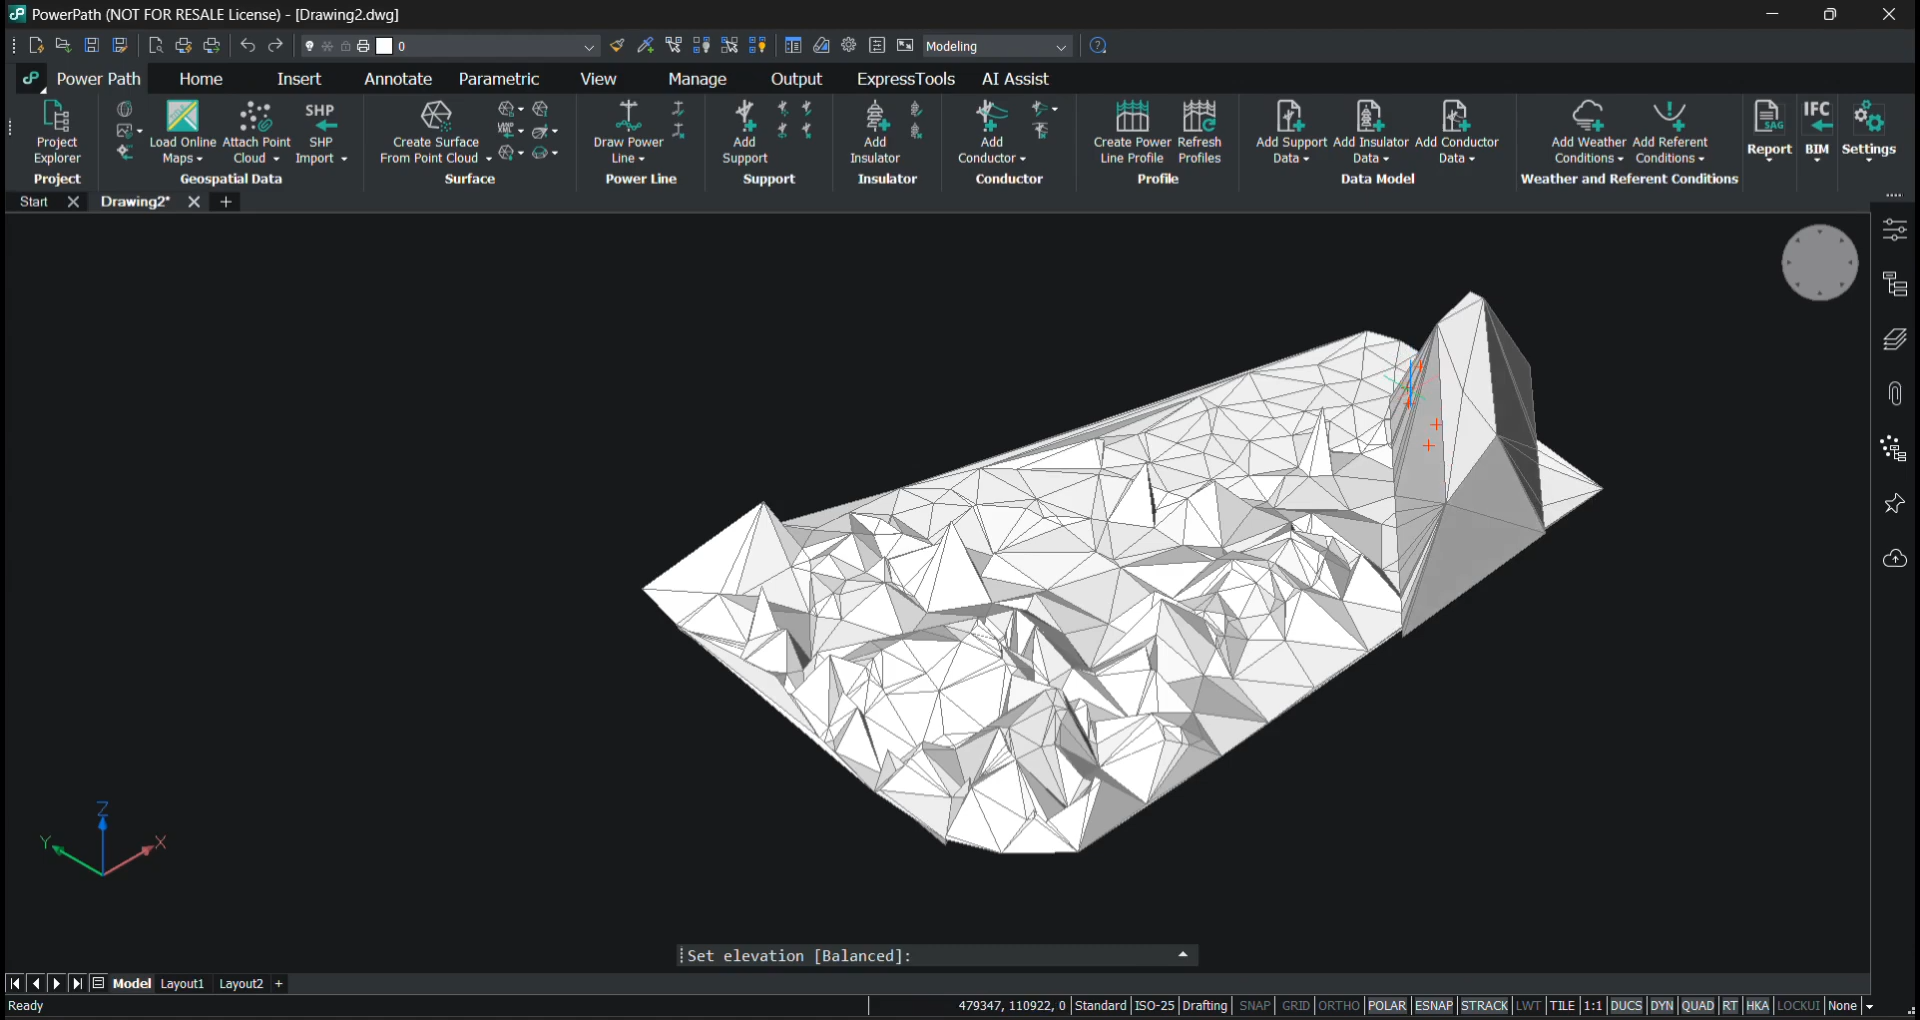 PowerPath (NOT FOR RESALE License) - [Drawing2.dwg]
0
Modeling
Power Path Home Insert Annotate Parametric View Manage Output ExpressTools AI Assist
Project Explorer
Load Online Maps
Attach Point Cloud
SHP
SHP Import
Create Surface From Point Cloud
Draw Power Line
Add Support
Add Insulator
Add Conductor
Create Power Line Profile
Refresh Profiles
Add Support Data
Add Insulator Data
Add Conductor Data
Add Weather Conditions
Add Referent Conditions
SAG
Report
IFC
BIM
Settings
Project Geospatial Data Surface Power Line Support Insulator Conductor Profile Data Model Weather and Referent Conditions
Start Drawing2* +
Z
Y X
Set elevation [Balanced]:
Model Layout1 Layout2 +
Ready
479347, 110922, 0 Standard ISO-25 Drafting SNAP GRID ORTHO POLAR ESNAP STRACK LWT TILE 1:1 DUCS DYN QUAD RT HKA LOCKUI None